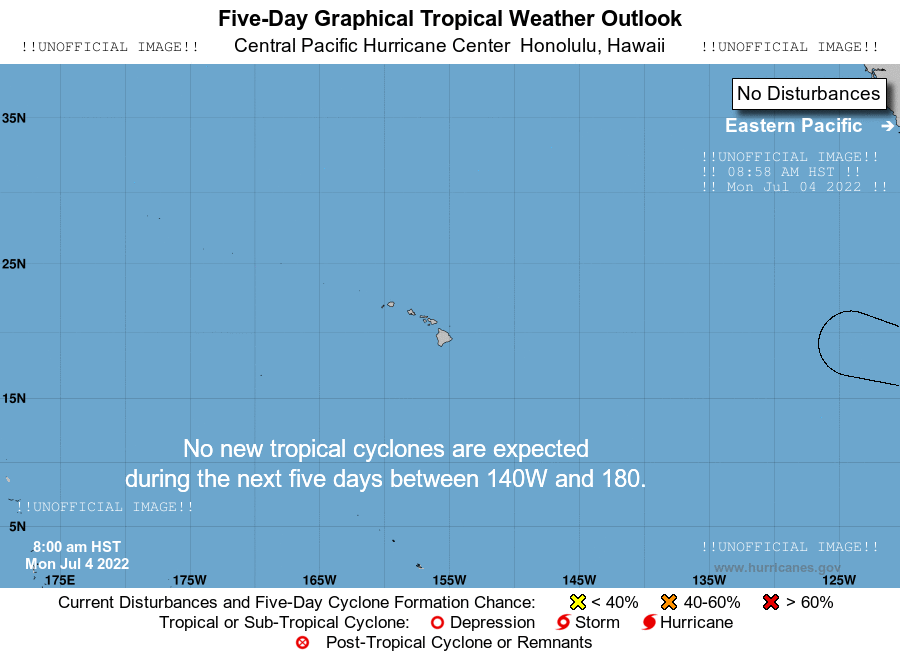 Five-Day Graphical Tropical Weather Outlook
!!UNOFFICIAL IMAGE!! Central Pacific Hurricane Center Honolulu, Hawaii !!UNOFFICIAL IMAGE!!
No Disturbances
35N
Eastern Pacific ➔
!!UNOFFICIAL IMAGE!!
!! 08:58 AM HST !!
!! Mon Jul 04 2022 !!
25N
15N
No new tropical cyclones are expected
during the next five days between 140W and 180.
!!UNOFFICIAL IMAGE!!
5N
8:00 am HST
Mon Jul 4 2022
!!UNOFFICIAL IMAGE!!
www.hurricanes.gov
175E 175W 165W 155W 145W 135W 125W
Current Disturbances and Five-Day Cyclone Formation Chance: < 40% 40-60% > 60%
Tropical or Sub-Tropical Cyclone: Depression Storm Hurricane
Post-Tropical Cyclone or Remnants